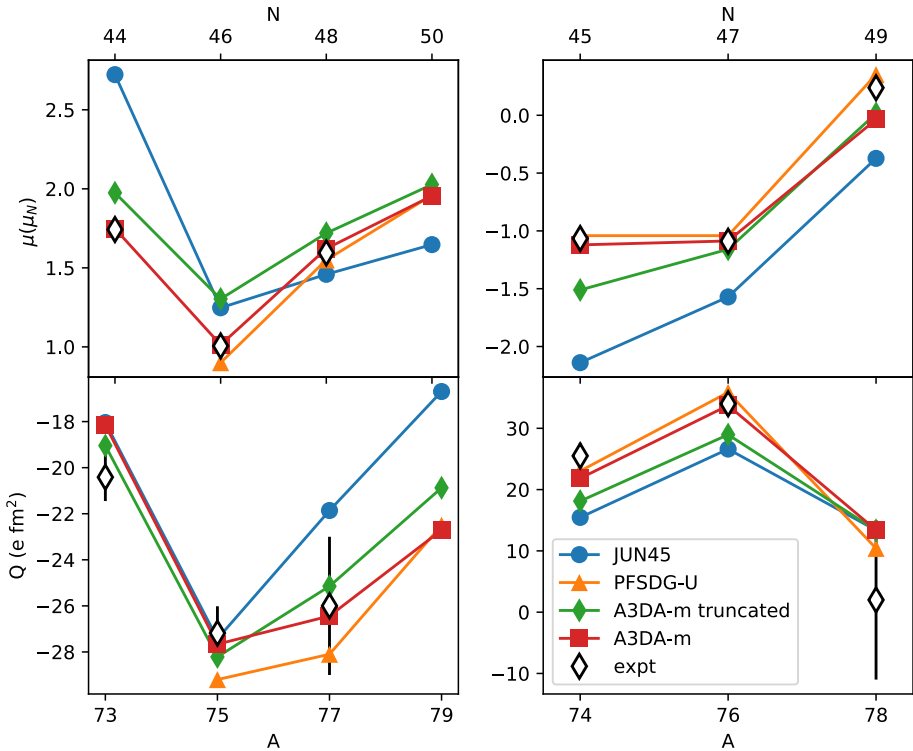 N N
44 46 48 50 45 47 49
2.5
2.0
1.5
1.0
μ(μN)
0.0
−0.5
−1.0
−1.5
−2.0
−18
−20
−22
−24
−26
−28
Q (e fm²)
30
20
10
0
−10
JUN45
PFSDG-U
A3DA-m truncated
A3DA-m
expt
73 75 77 79 74 76 78
A A